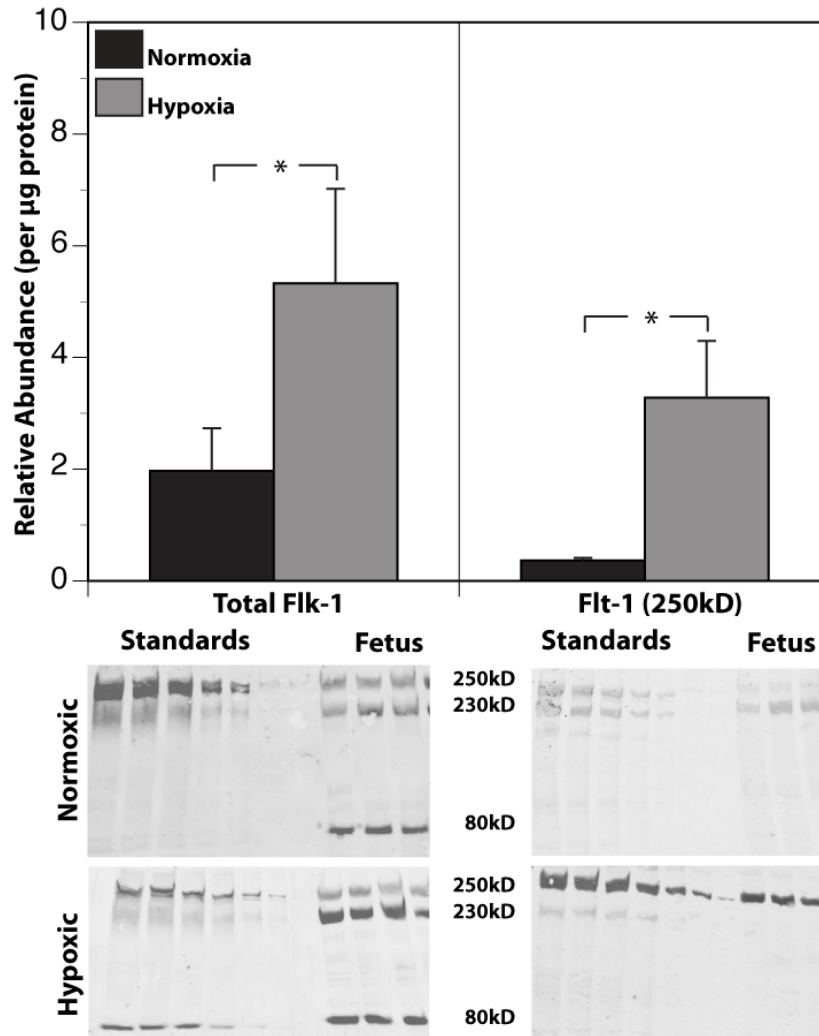 Relative Abundance (per µg protein)
10
8
6
4
2
0
Normoxia
Hypoxia
*
*
Total Flk-1
Flt-1 (250kD)
Standards
Fetus
Standards
Fetus
Normoxic
250kD
230kD
80kD
Hypoxic
250kD
230kD
80kD